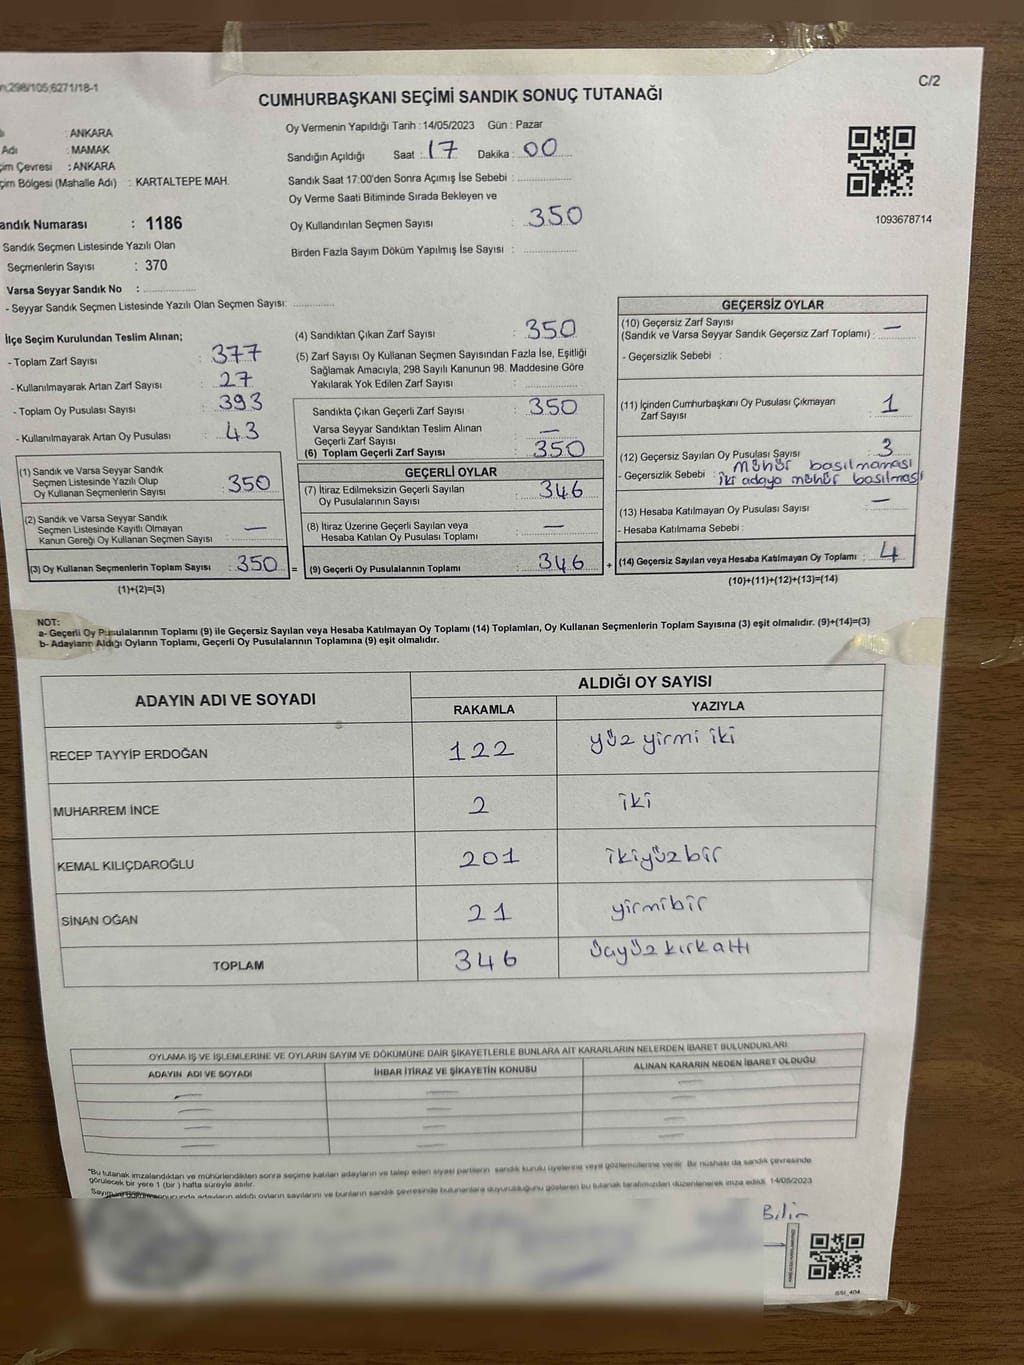 298/105;6271/18-1
C/2
CUMHURBAŞKANI SEÇİMİ SANDIK SONUÇ TUTANAĞI
: ANKARA
Adı : MAMAK
çim Çevresi : ANKARA
çim Bölgesi (Mahalle Adı) : KARTALTEPE MAH.
andık Numarası : 1186
Sandık Seçmen Listesinde Yazılı Olan
Seçmenlerin Sayısı : 370
Varsa Seyyar Sandık No :
- Seyyar Sandık Seçmen Listesinde Yazılı Olan Seçmen Sayısı:
Oy Vermenin Yapıldığı Tarih : 14/05/2023 Gün : Pazar
Sandığın Açıldığı Saat : 17 Dakika : 00
Sandık Saat 17:00'den Sonra Açımış İse Sebebi :
Oy Verme Saati Bitiminde Sırada Bekleyen ve
Oy Kullandırılan Seçmen Sayısı : 350
Birden Fazla Sayım Döküm Yapılmış İse Sayısı :
1093678714
İlçe Seçim Kurulundan Teslim Alınan;
- Toplam Zarf Sayısı : 377
- Kullanılmayarak Artan Zarf Sayısı : 27
- Toplam Oy Pusulası Sayısı : 393
- Kullanılmayarak Artan Oy Pusulası : 43
(1) Sandık ve Varsa Seyyar Sandık
Seçmen Listesinde Yazılı Olup
Oy Kullanan Seçmenlerin Sayısı : 350
(2) Sandık ve Varsa Seyyar Sandık
Seçmen Listesinde Kayıtlı Olmayan
Kanun Gereği Oy Kullanan Seçmen Sayısı : —
(3) Oy Kullanan Seçmenlerin Toplam Sayısı : 350 =
(1)+(2)=(3)
(4) Sandıktan Çıkan Zarf Sayısı : 350
(5) Zarf Sayısı Oy Kullanan Seçmen Sayısından Fazla İse, Eşitliği
Sağlamak Amacıyla, 298 Sayılı Kanunun 98. Maddesine Göre
Yakılarak Yok Edilen Zarf Sayısı :
Sandıkta Çıkan Geçerli Zarf Sayısı : 350
Varsa Seyyar Sandıktan Teslim Alınan
Geçerli Zarf Sayısı : —
(6) Toplam Geçerli Zarf Sayısı : 350
GEÇERLİ OYLAR
(7) İtiraz Edilmeksizin Geçerli Sayılan
Oy Pusulalarının Sayısı : 346
(8) İtiraz Üzerine Geçerli Sayılan veya
Hesaba Katılan Oy Pusulası Toplamı : —
(9) Geçerli Oy Pusulalarının Toplamı : 346 +
GEÇERSİZ OYLAR
(10) Geçersiz Zarf Sayısı
(Sandık ve Varsa Seyyar Sandık Geçersiz Zarf Toplamı) : —
- Geçersizlik Sebebi :
(11) İçinden Cumhurbaşkanı Oy Pusulası Çıkmayan
Zarf Sayısı : 1
(12) Geçersiz Sayılan Oy Pusulası Sayısı : 3
- Geçersizlik Sebebi : mühür basılmaması
iki adaya mühür basılması
(13) Hesaba Katılmayan Oy Pusulası Sayısı : —
- Hesaba Katılmama Sebebi :
(14) Geçersiz Sayılan veya Hesaba Katılmayan Oy Toplamı : 4
(10)+(11)+(12)+(13)=(14)
NOT:
a- Geçerli Oy Pusulalarının Toplamı (9) ile Geçersiz Sayılan veya Hesaba Katılmayan Oy Toplamı (14) Toplamları, Oy Kullanan Seçmenlerin Toplam Sayısına (3) eşit olmalıdır. (9)+(14)=(3)
b- Adayların Aldığı Oyların Toplamı, Geçerli Oy Pusulalarının Toplamına (9) eşit olmalıdır.
ADAYIN ADI VE SOYADI ALDIĞI OY SAYISI
RAKAMLA YAZIYLA
RECEP TAYYİP ERDOĞAN 122 yüz yirmi iki
MUHARREM İNCE 2 iki
KEMAL KILIÇDAROĞLU 201 ikiyüzbir
SİNAN OĞAN 21 yirmibir
TOPLAM 346 üçyüz kırkaltı
OYLAMA İŞ VE İŞLEMLERİNE VE OYLARIN SAYIM VE DÖKÜMÜNE DAİR ŞİKAYETLERLE BUNLARA AİT KARARLARIN NELERDEN İBARET BULUNDUKLARI
ADAYIN ADI VE SOYADI İHBAR İTİRAZ VE ŞİKAYETİN KONUSU ALINAN KARARIN NEDEN İBARET OLDUĞU
— — —
— — —
— — —
— — —
*Bu tutanak imzalandıktan ve mühürlendikten sonra seçime katılan adayların ve talep eden siyasi partilerin sandık kurulu üyelerine veya gözlemcilerine verilir. Bir nüshası da sandık çevresinde
görülecek bir yere 1 (bir) hafta süreyle asılır.
adayların aldığı oyların sayılarını ve bunların sandık çevresinde bulunanlara duyurulduğunu gösteren bu tutanak tarafımızdan düzenlenerek imza edildi. 14/05/2023
Bilir
SSI_404